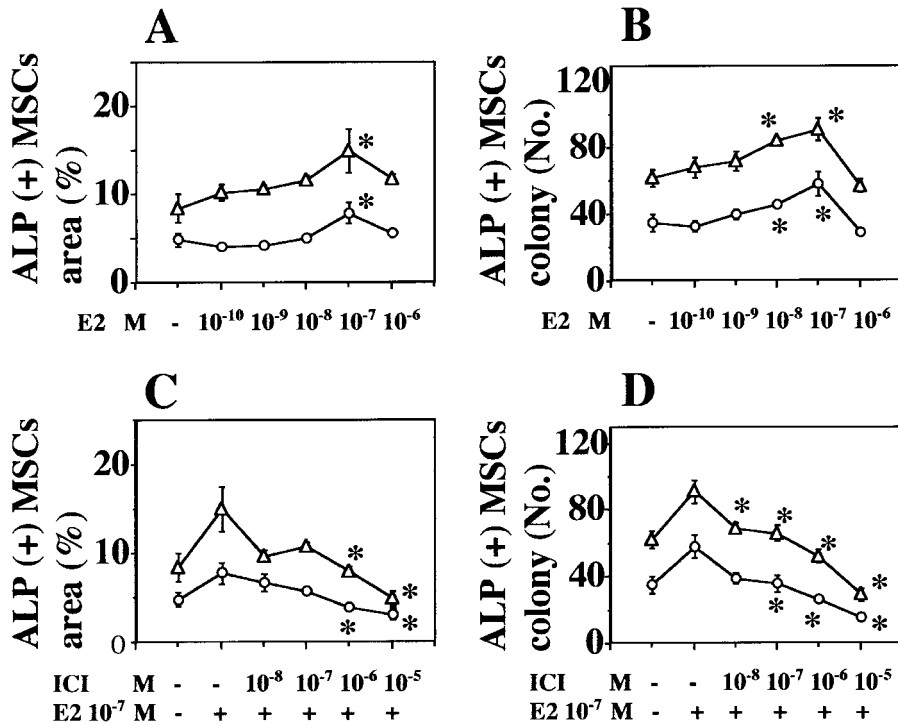 A
ALP (+) MSCs
area (%)
20
10
0
E2 M - 10-10 10-9 10-8 10-7 10-6
*
*
B
ALP (+) MSCs
colony (No.)
120
80
40
0
E2 M - 10-10 10-9 10-8 10-7 10-6
* *
* *
C
ALP (+) MSCs
area (%)
20
10
0
* *
* *
ICI M - - 10-8 10-7 10-6 10-5
E2 10-7 M - + + + + +
D
ALP (+) MSCs
colony (No.)
120
80
40
0
* * * *
* * *
ICI M - - 10-8 10-7 10-6 10-5
E2 10-7 M - + + + + +